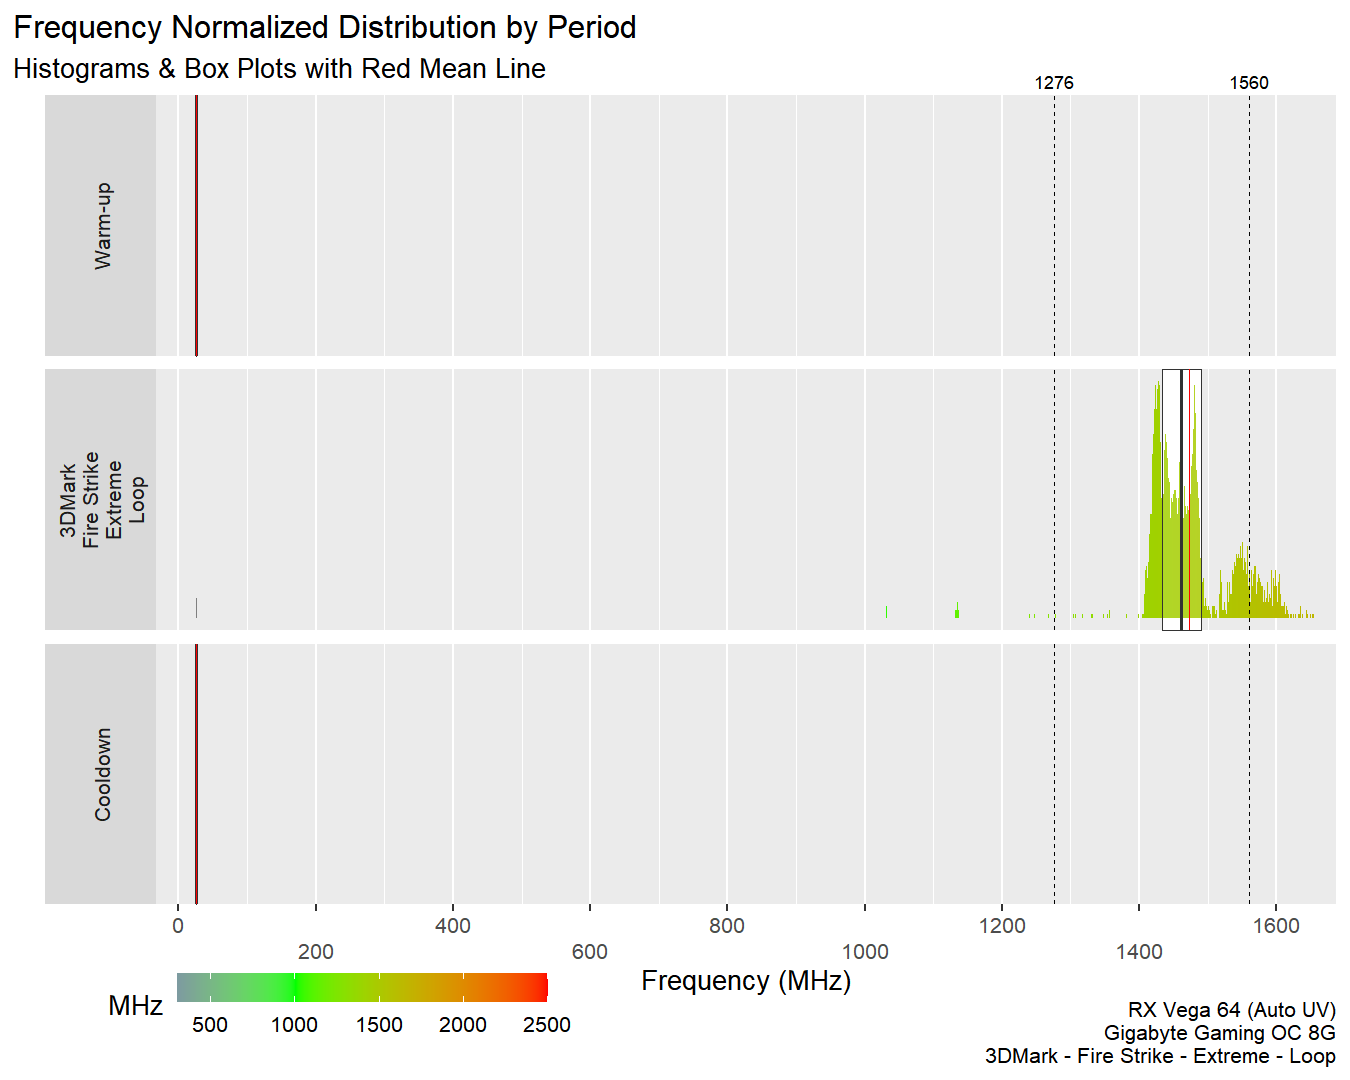 Frequency Normalized Distribution by Period
Histograms & Box Plots with Red Mean Line
1276
1560
Warm-up
3DMark
Fire Strike
Extreme
Loop
Cooldown
0
200
400
600
800
1000
1200
1400
1600
Frequency (MHz)
MHz
500
1000
1500
2000
2500
RX Vega 64 (Auto UV)
Gigabyte Gaming OC 8G
3DMark - Fire Strike - Extreme - Loop